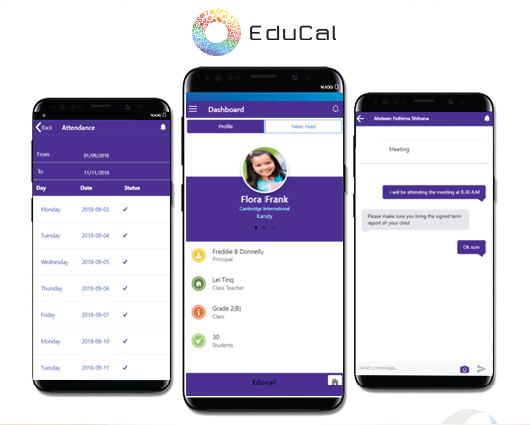 EduCal
%100
Back
Attendance
From
01/09/2018
To
11/11/2018
Day Date Status
Monday 2018-09-03 ✓
Tuesday 2018-09-04 ✓
Wednesday 2018-09-05 ✓
Thursday 2018-09-06 ✓
Friday 2018-09-07 ✓
Monday 2018-09-10 ✓
Tuesday 2018-09-11 ✓
%100
Dashboard
Profile
News Feed
Flora Frank
Cambridge International
Kandy
Freddie B Donnelly
Principal
Lei Tinq
Class Teacher
Grade 2(B)
Class
30
Students
Educal
%100
Abdeen Fathima Shihana
Meeting
i will be attending the meeting at 8.30 A.M
Please make sure you bring the signed term
report of your child
Ok sure
Send a message...